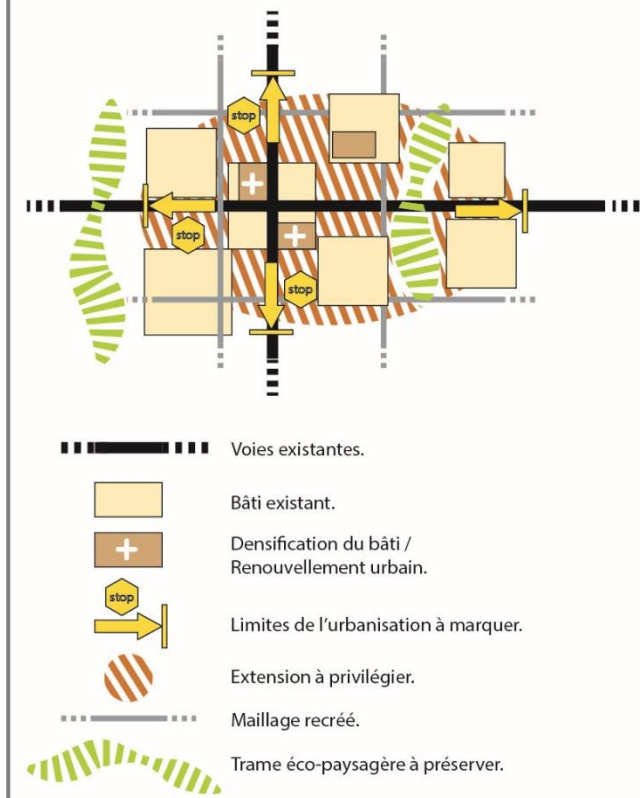 stop
stop
stop
Voies existantes.
Bâti existant.
Densification du bâti /
Renouvellement urbain.
stop
Limites de l'urbanisation à marquer.
Extension à privilégier.
Maillage recréé.
Trame éco-paysagère à préserver.